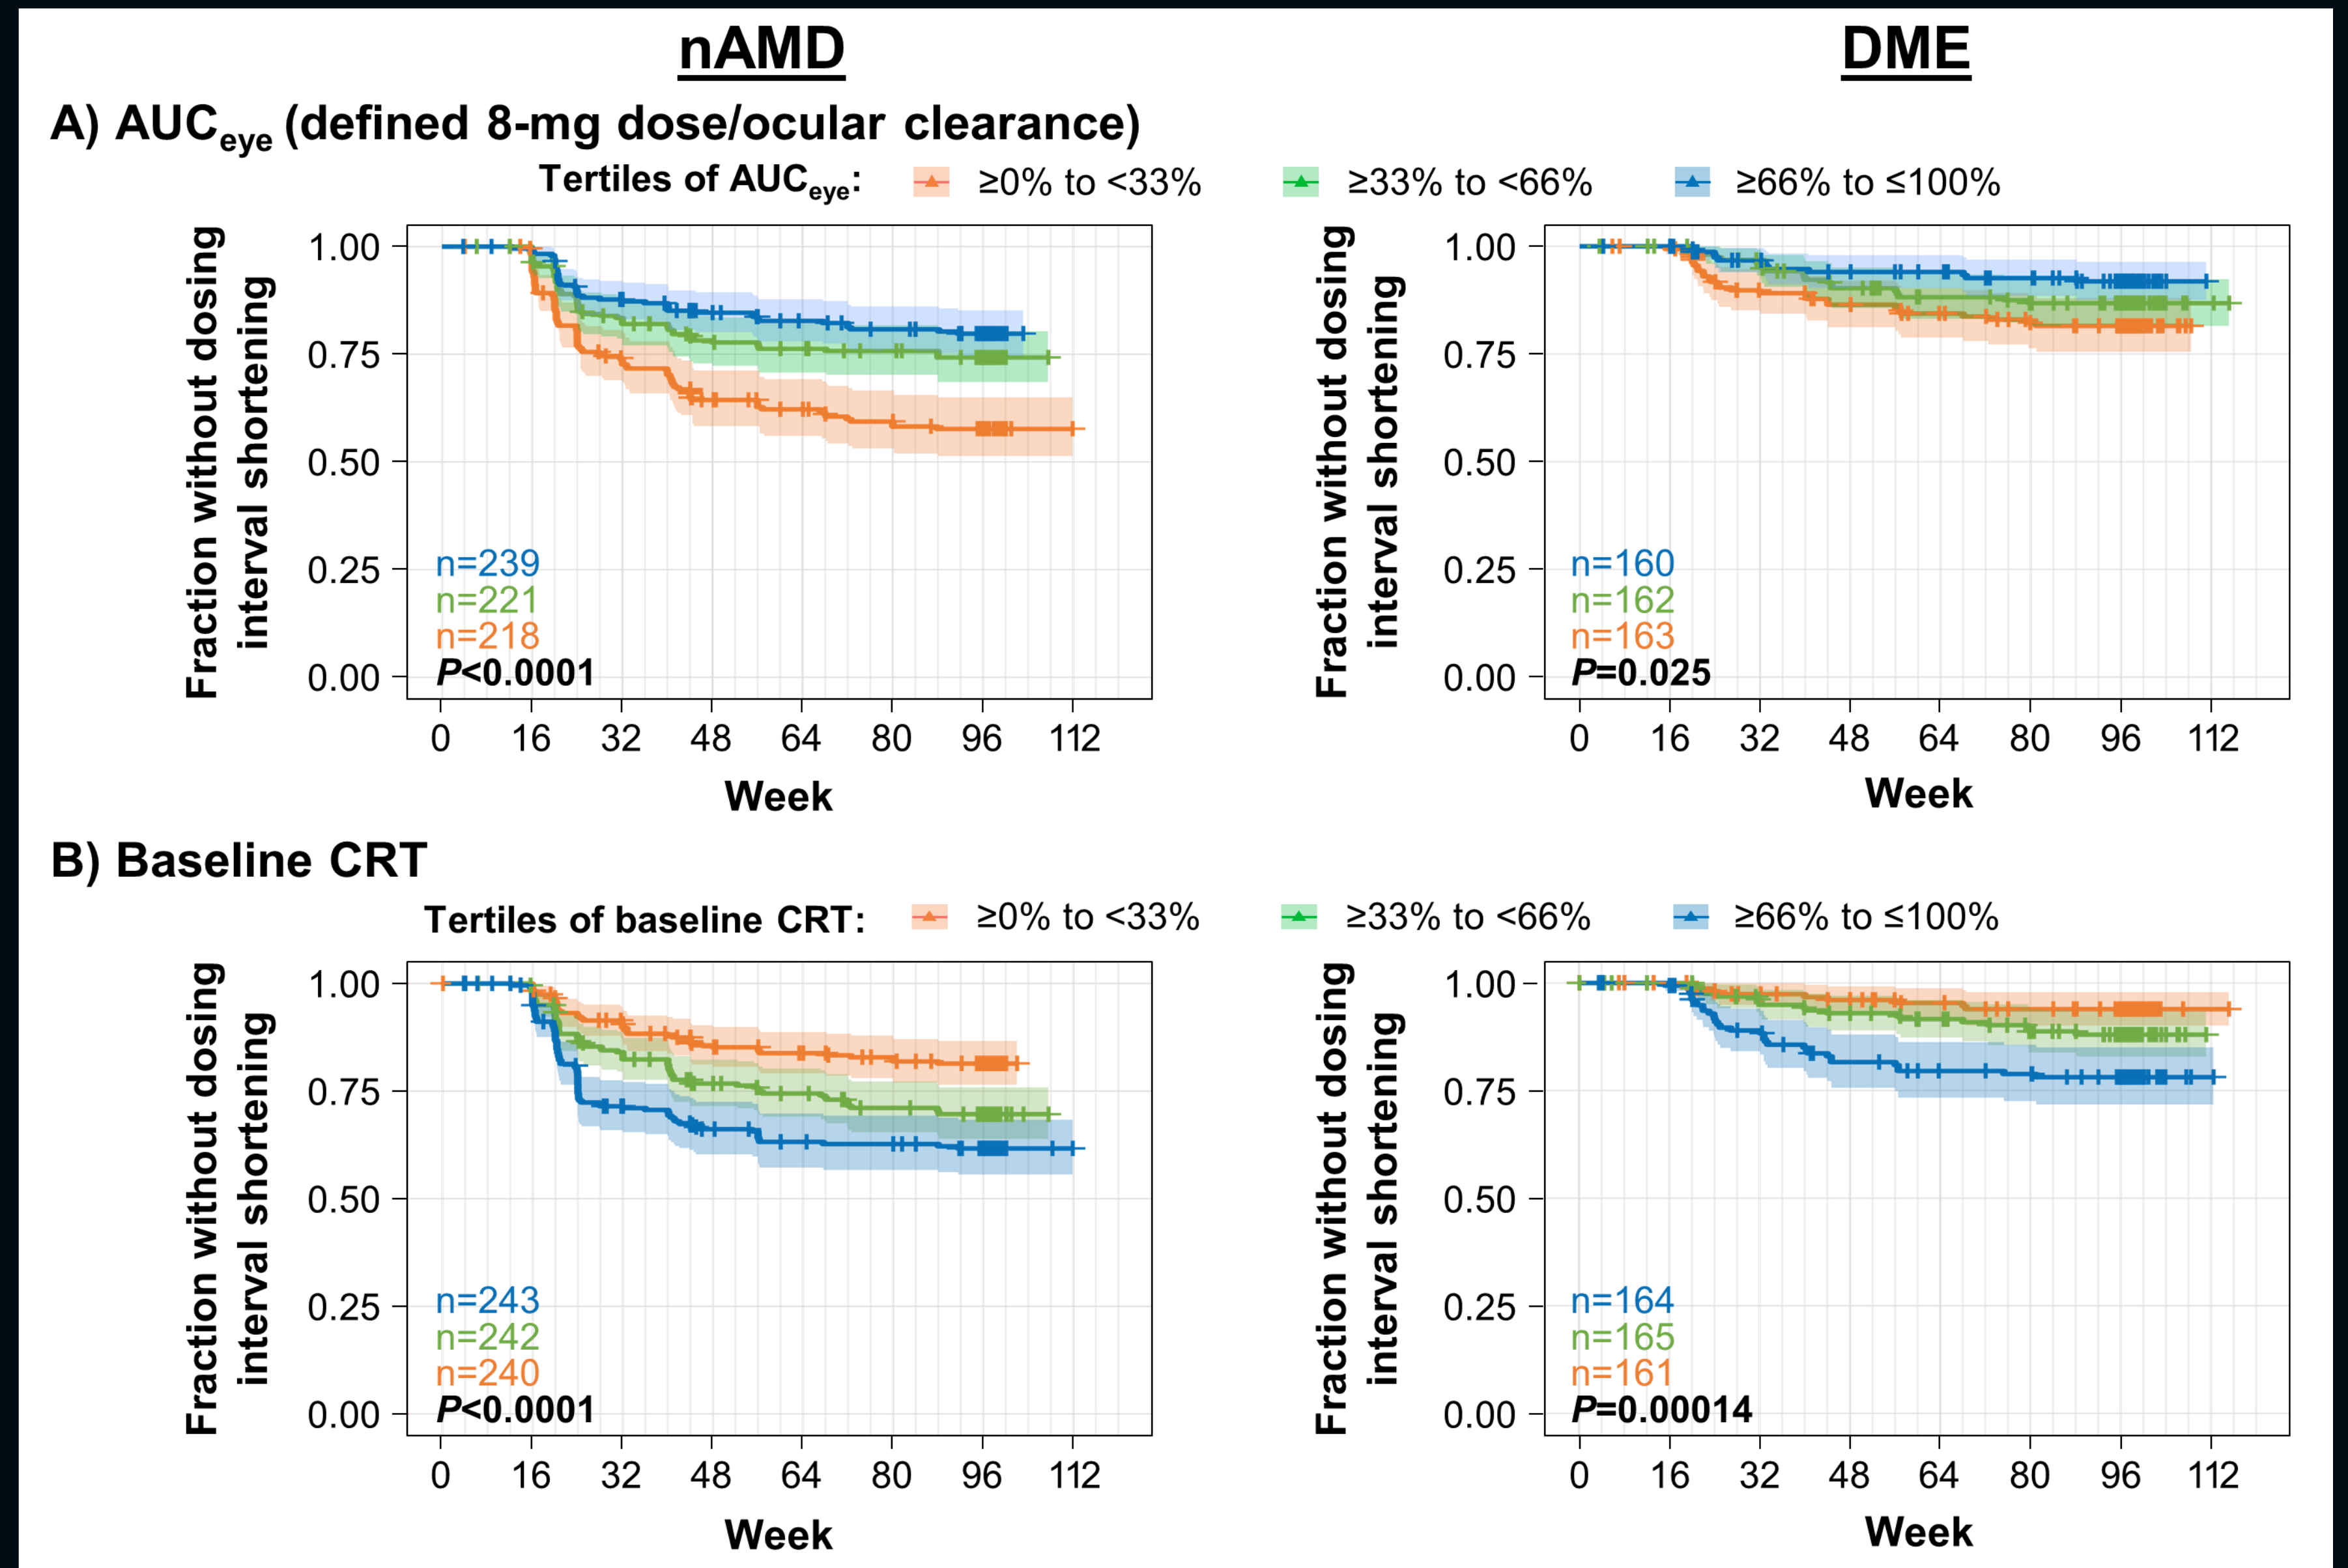 nAMD
DME
A) AUCeye (defined 8-mg dose/ocular clearance)
Tertiles of AUCeye: ≥0% to <33% ≥33% to <66% ≥66% to ≤100%
Fraction without dosing
interval shortening
1.00
0.75
0.50
0.25
0.00
n=239
n=221
n=218
P<0.0001
0 16 32 48 64 80 96 112
Week
Fraction without dosing
interval shortening
1.00
0.75
0.50
0.25
0.00
n=160
n=162
n=163
P=0.025
0 16 32 48 64 80 96 112
Week
B) Baseline CRT
Tertiles of baseline CRT: ≥0% to <33% ≥33% to <66% ≥66% to ≤100%
Fraction without dosing
interval shortening
1.00
0.75
0.50
0.25
0.00
n=243
n=242
n=240
P<0.0001
0 16 32 48 64 80 96 112
Week
Fraction without dosing
interval shortening
1.00
0.75
0.50
0.25
0.00
n=164
n=165
n=161
P=0.00014
0 16 32 48 64 80 96 112
Week